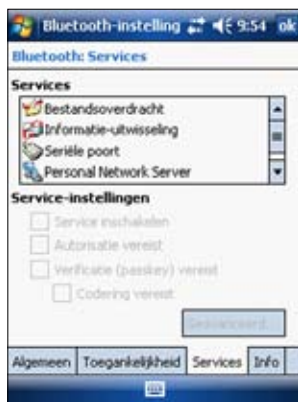 Bluetooth-instelling 9:54 ok
Bluetooth: Services
Services
Bestandsoverdracht
Informatie-uitwisseling
Seriële poort
Personal Network Server
Service-instellingen
Service inschakelen
Autorisatie vereist
Verificatie (passkey) vereist
Codering vereist
Geavanceerd...
Algemeen Toegankelijkheid Services Info